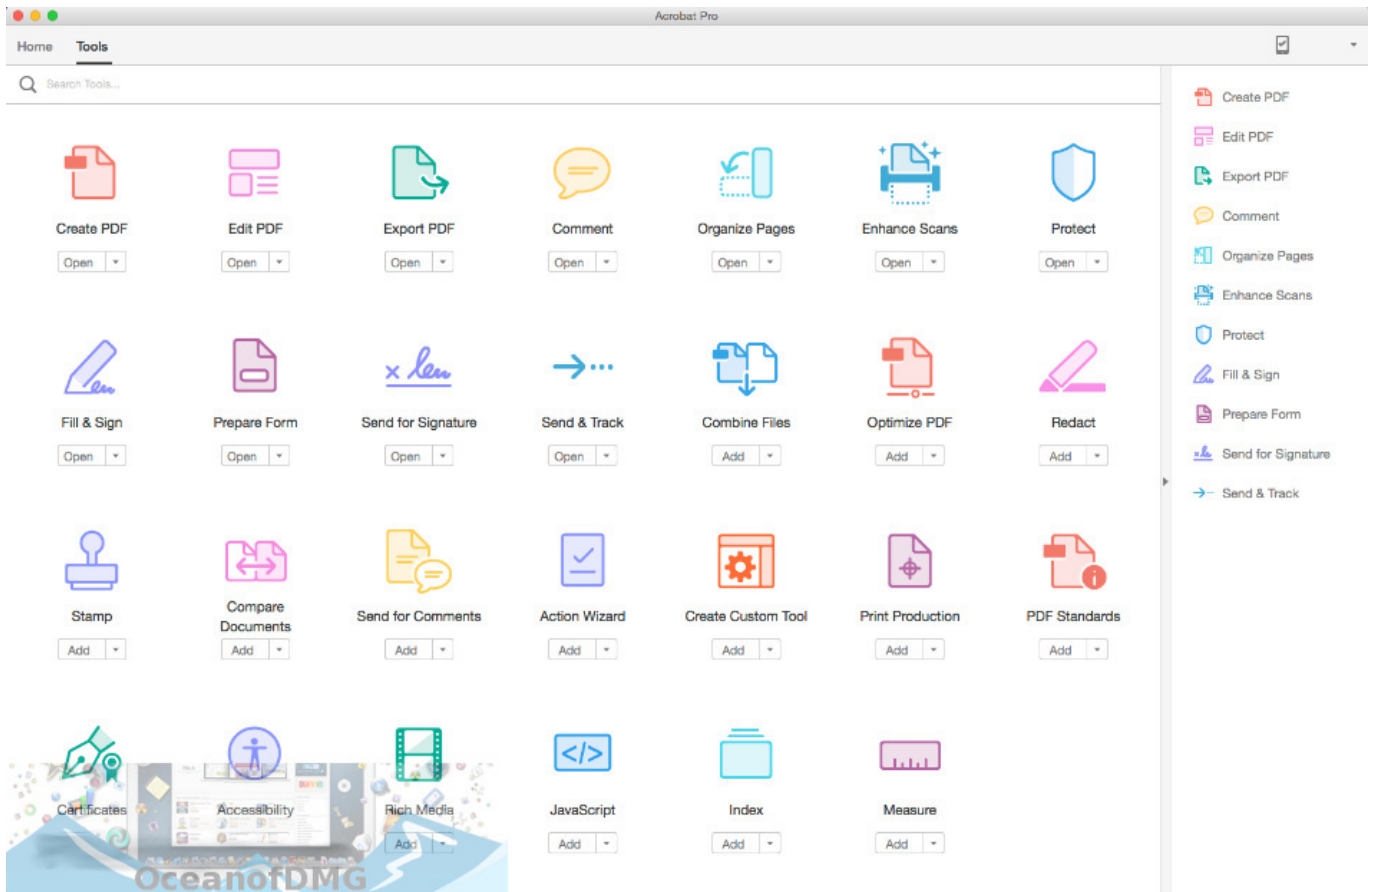 Acrobat Pro
Home Tools
Search Tools...
Create PDF Edit PDF Export PDF Comment Organize Pages Enhance Scans Protect
Open Open Open Open Open Open Open
Fill & Sign Prepare Form Send for Signature Send & Track Combine Files Optimize PDF Redact
Open Open Open Open Add Add Add
Stamp Compare Documents Send for Comments Action Wizard Create Custom Tool Print Production PDF Standards
Add Add Add Add Add Add Add
Certificates Accessibility Rich Media JavaScript Index Measure
Add Add Add Add
OceanofDMG
Create PDF
Edit PDF
Export PDF
Comment
Organize Pages
Enhance Scans
Protect
Fill & Sign
Prepare Form
Send for Signature
Send & Track